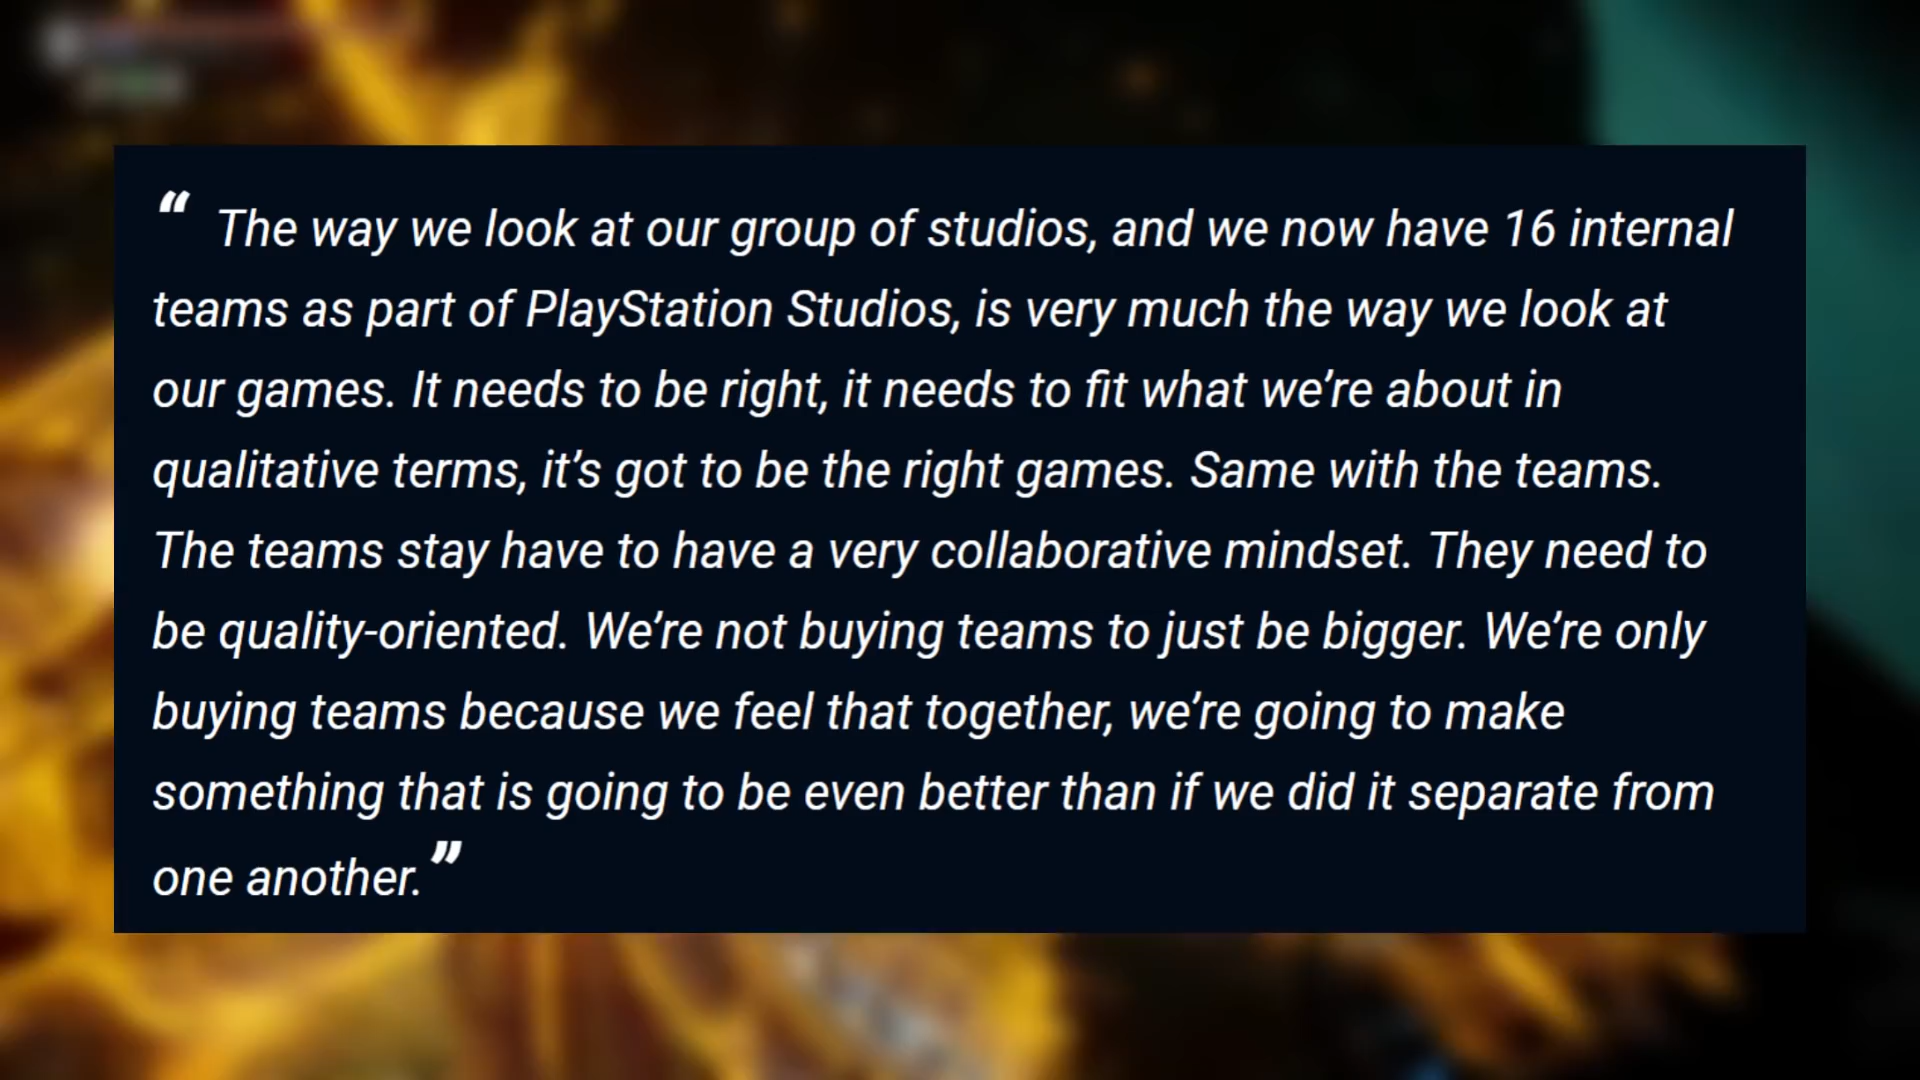 “ The way we look at our group of studios, and we now have 16 internal
teams as part of PlayStation Studios, is very much the way we look at
our games. It needs to be right, it needs to fit what we’re about in
qualitative terms, it’s got to be the right games. Same with the teams.
The teams stay have to have a very collaborative mindset. They need to
be quality-oriented. We’re not buying teams to just be bigger. We’re only
buying teams because we feel that together, we’re going to make
something that is going to be even better than if we did it separate from
one another.”